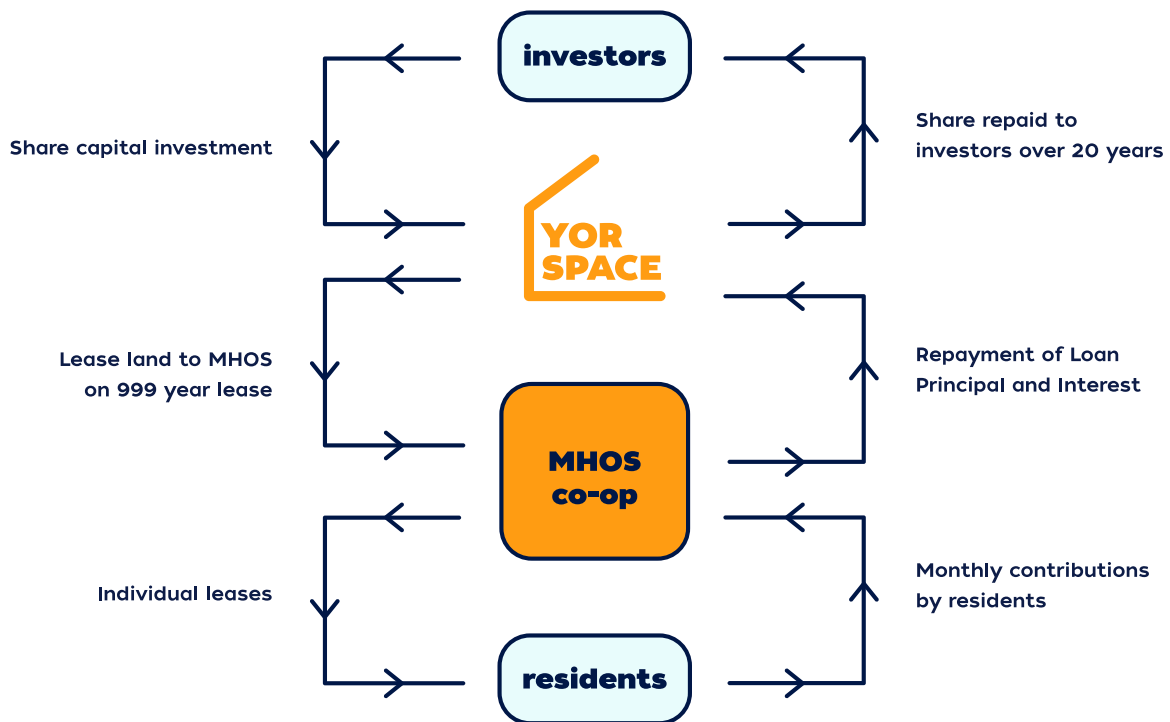 investors
Share capital investment
Share repaid to
investors over 20 years
YOR
SPACE
Lease land to MHOS
on 999 year lease
Repayment of Loan
Principal and Interest
MHOS
co-op
Individual leases
Monthly contributions
by residents
residents